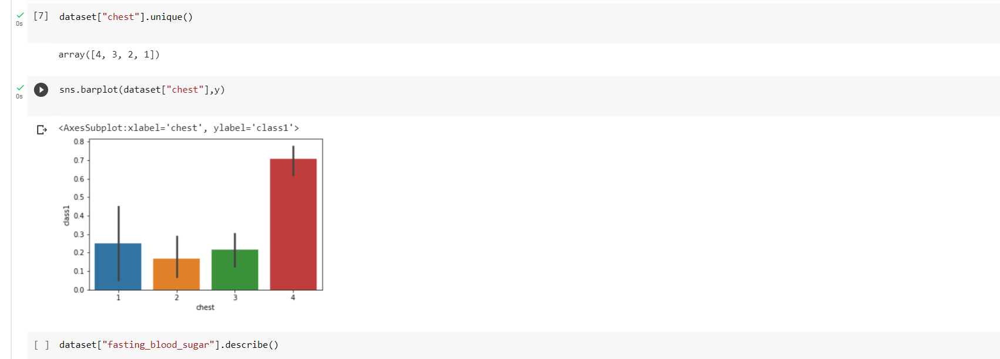 [7] dataset["chest"].unique()
0s
array([4, 3, 2, 1])
sns.barplot(dataset["chest"],y)
0s
<AxesSubplot:xlabel='chest', ylabel='class1'>
0.8
0.7
0.6
0.5
0.4
0.3
0.2
0.1
0.0
class1
1 2 3 4
chest
[ ] dataset["fasting_blood_sugar"].describe()